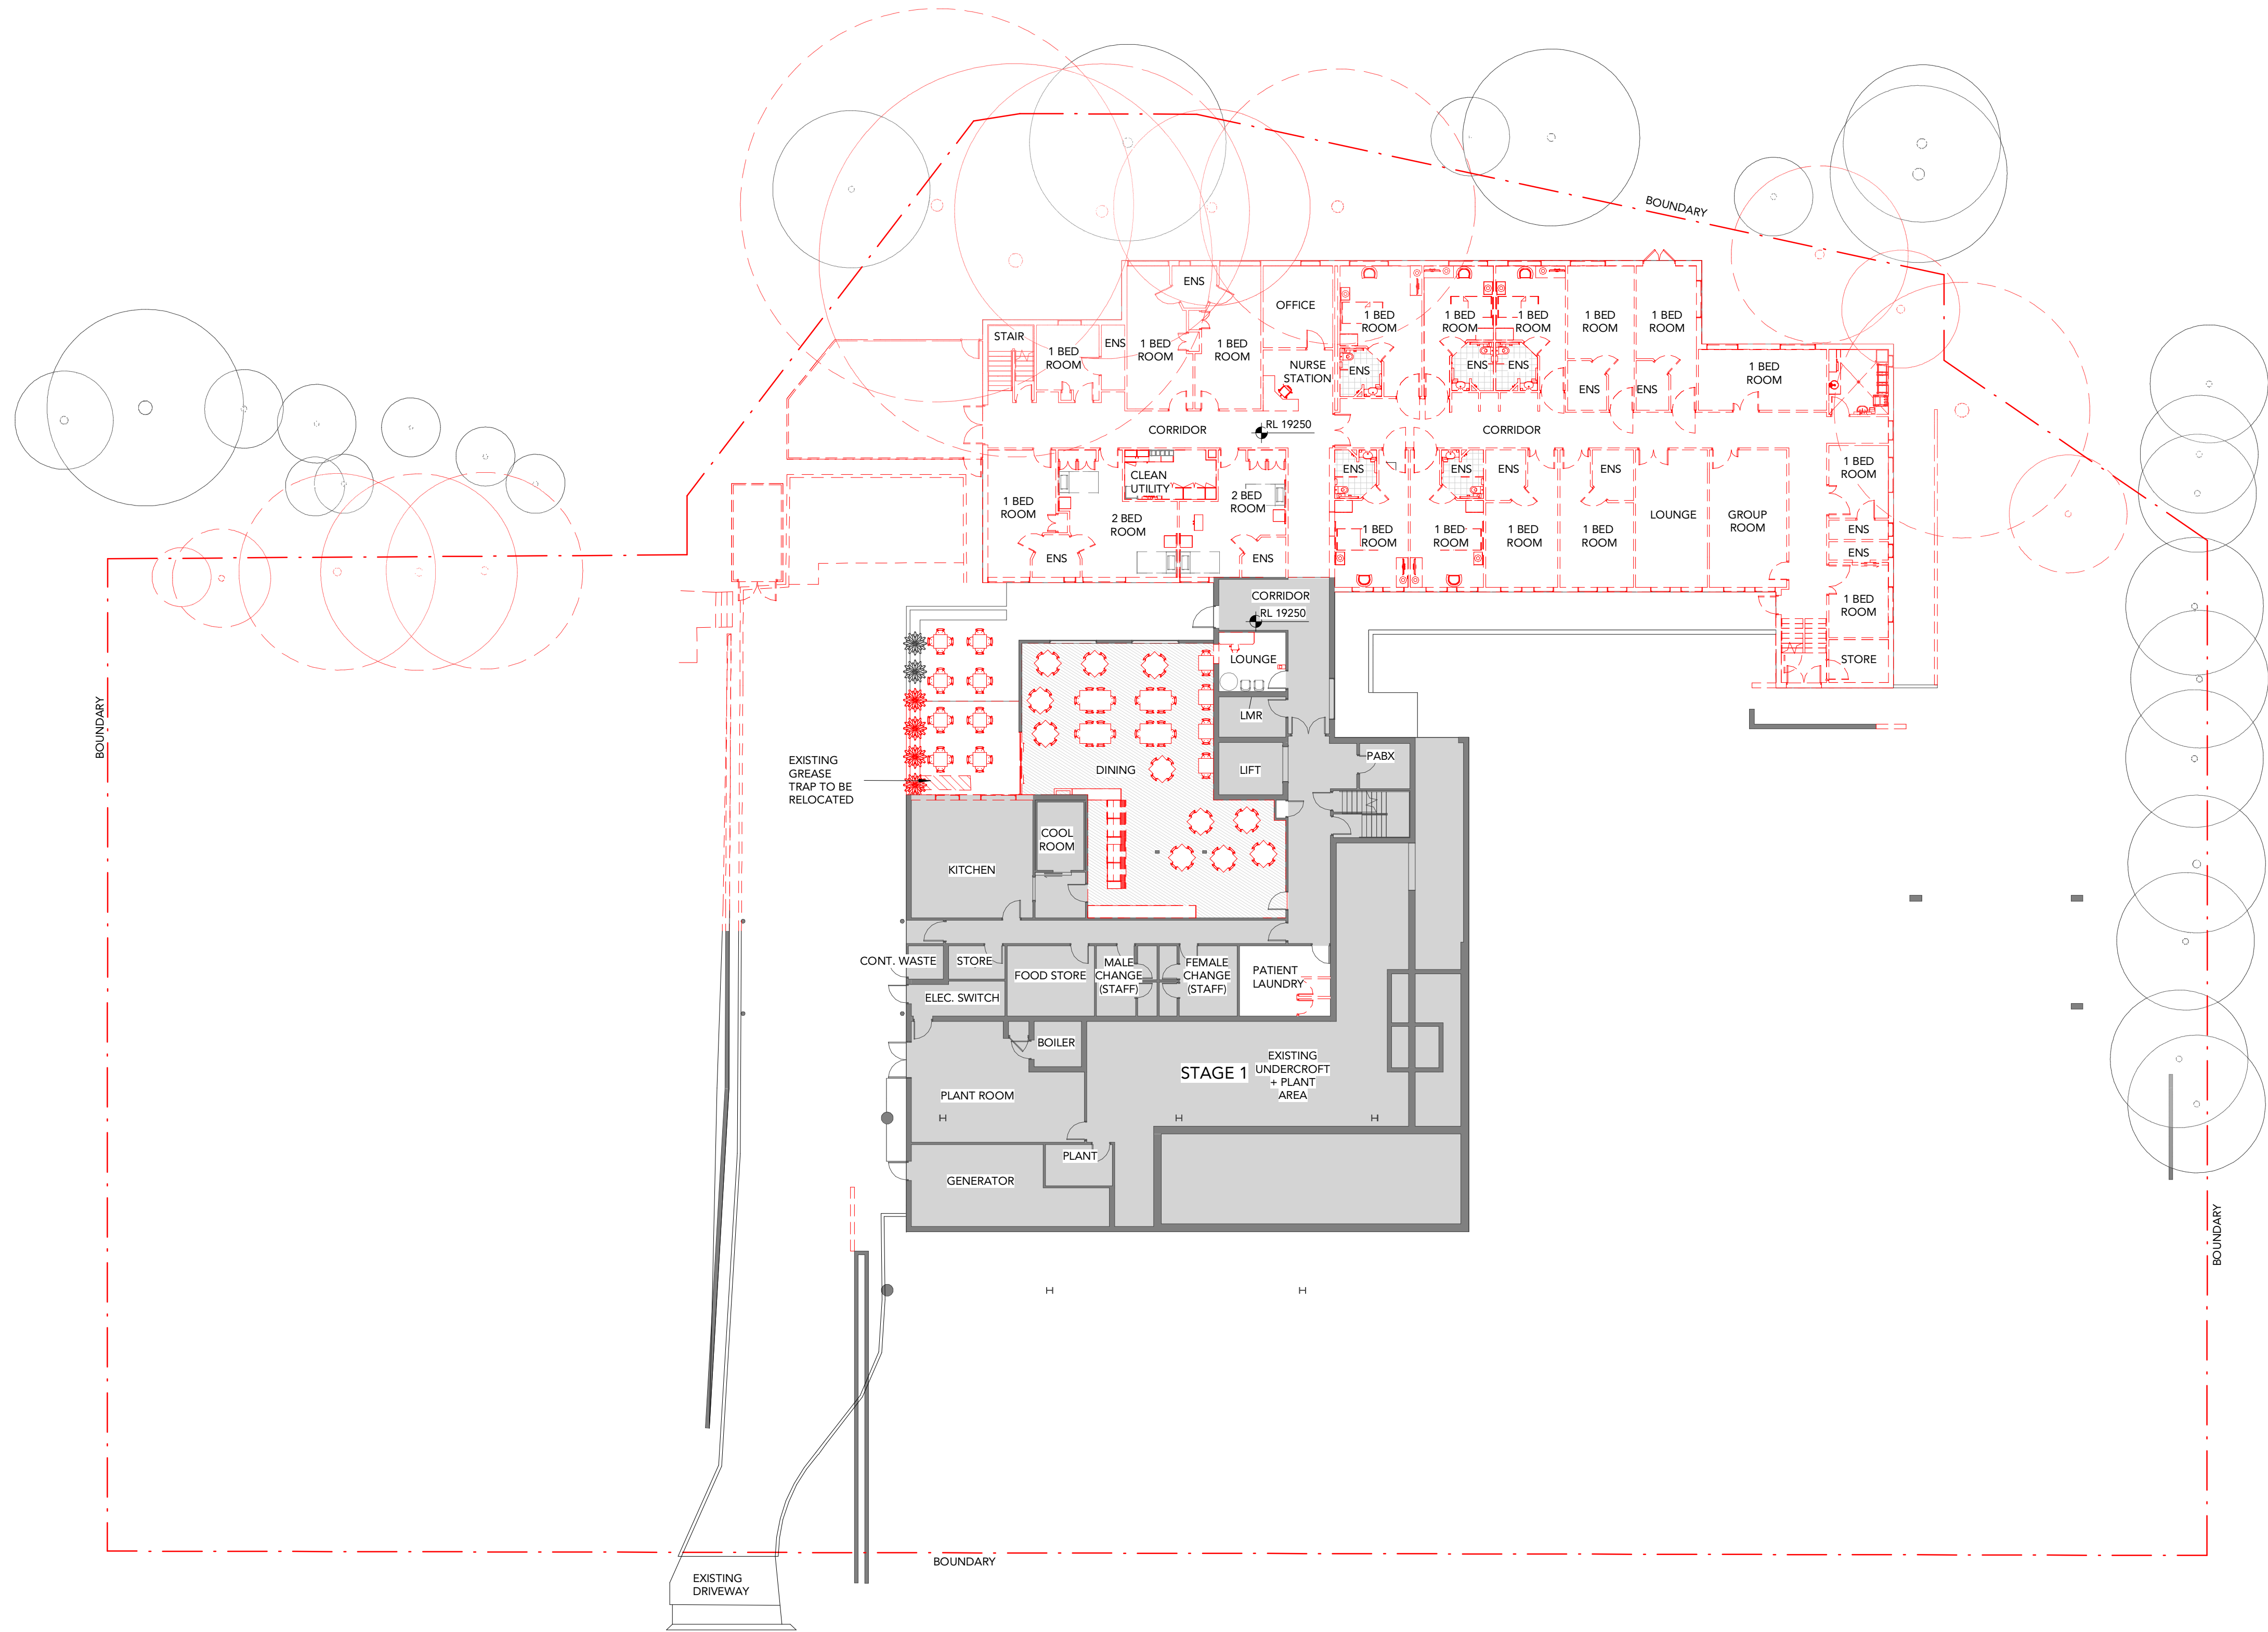 BOUNDARY
ENS
OFFICE
STAIR
1 BED
ROOM
ENS
1 BED
ROOM
1 BED
ROOM
NURSE
STATION
1 BED
ROOM
1 BED
ROOM
1 BED
ROOM
1 BED
ROOM
1 BED
ROOM
ENS
ENS
ENS
ENS
ENS
1 BED
ROOM
CORRIDOR
RL 19250
CORRIDOR
1 BED
ROOM
CLEAN
UTILITY
2 BED
ROOM
2 BED
ROOM
ENS
ENS
ENS
ENS
ENS
ENS
1 BED
ROOM
1 BED
ROOM
1 BED
ROOM
1 BED
ROOM
LOUNGE
GROUP
ROOM
1 BED
ROOM
ENS
ENS
1 BED
ROOM
STORE
CORRIDOR
RL 19250
LOUNGE
LMR
LIFT
PABX
DINING
BOUNDARY
EXISTING
GREASE
TRAP TO BE
RELOCATED
COOL
ROOM
KITCHEN
CONT. WASTE
STORE
FOOD STORE
MALE
CHANGE
(STAFF)
FEMALE
CHANGE
(STAFF)
PATIENT
LAUNDRY
ELEC. SWITCH
BOILER
PLANT ROOM
STAGE 1
EXISTING
UNDERCROFT
+ PLANT
AREA
PLANT
GENERATOR
BOUNDARY
BOUNDARY
EXISTING
DRIVEWAY